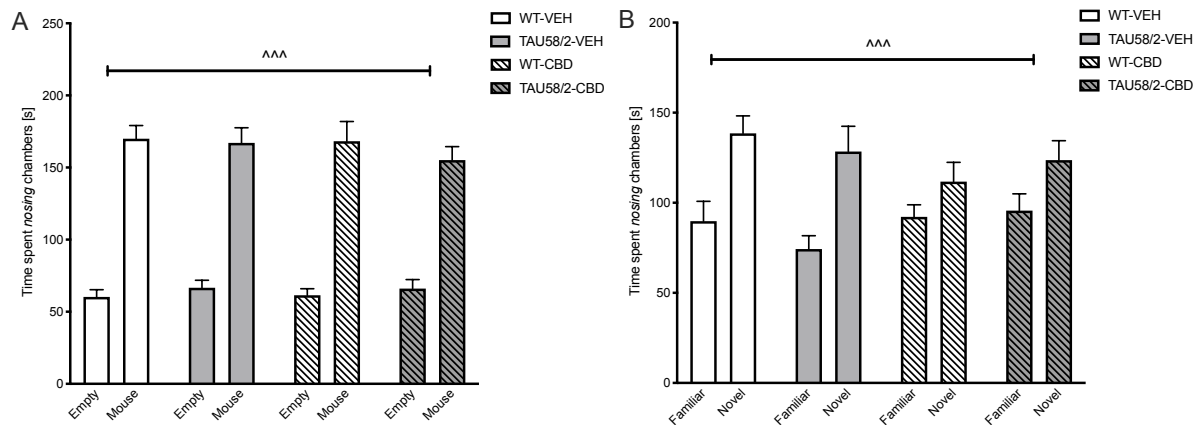 A
Time spent nosing chambers [s]
250
200
150
100
50
0
^^^
Empty
Mouse
Empty
Mouse
Empty
Mouse
Empty
Mouse
WT-VEH
TAU58/2-VEH
WT-CBD
TAU58/2-CBD
B
Time spent nosing chambers [s]
200
150
100
50
0
^^^
Familiar
Novel
Familiar
Novel
Familiar
Novel
Familiar
Novel
WT-VEH
TAU58/2-VEH
WT-CBD
TAU58/2-CBD